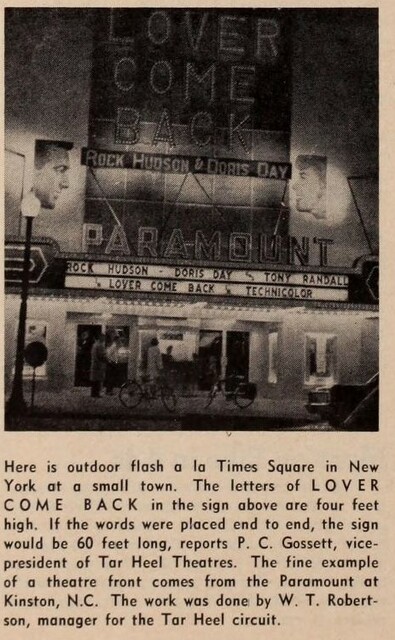 LOVER
COME
BACK
ROCK HUDSON & DORIS DAY
PARAMOUNT
ROCK HUDSON - DORIS DAY TONY RANDALL
LOVER COME BACK TECHNICOLOR
Here is outdoor flash a la Times Square in New
York at a small town. The letters of LOVER
COME BACK in the sign above are four feet
high. If the words were placed end to end, the sign
would be 60 feet long, reports P. C. Gossett, vice-
president of Tar Heel Theatres. The fine example
of a theatre front comes from the Paramount at
Kinston, N.C. The work was done by W. T. Robert-
son, manager for the Tar Heel circuit.